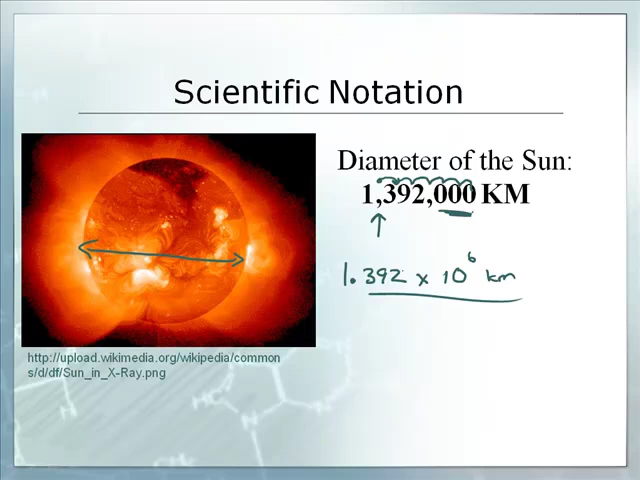 Scientific Notation
Diameter of the Sun:
1,392,000 KM
1.392 x 10⁶ km
http://upload.wikimedia.org/wikipedia/common
s/d/df/Sun_in_X-Ray.png